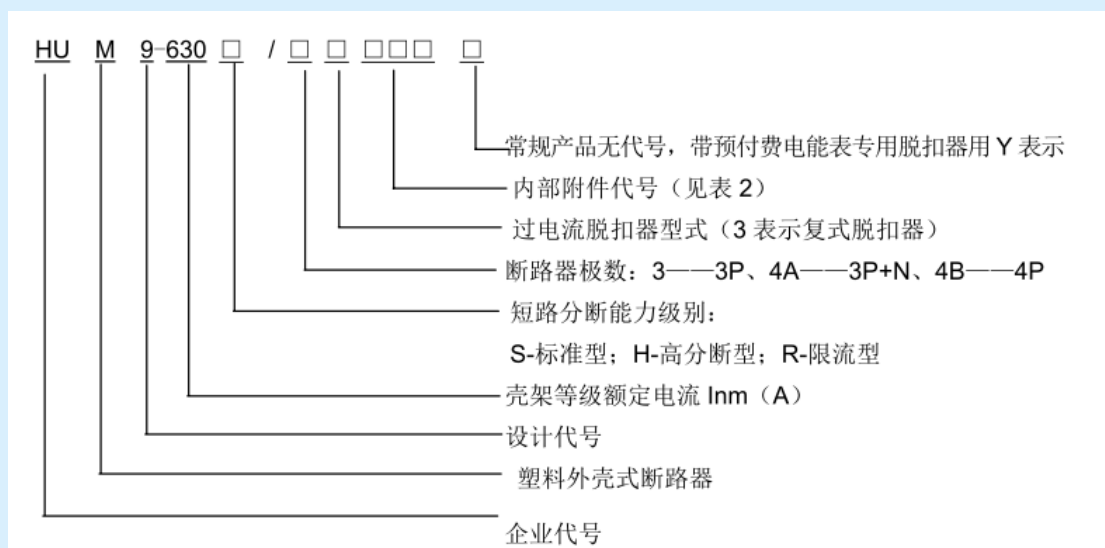 HU M 9-630 □ / □ □ □□□ □
常规产品无代号，带预付费电能表专用脱扣器用 Y 表示
内部附件代号（见表 2）
过电流脱扣器型式（3 表示复式脱扣器）
断路器极数：3——3P、4A——3P+N、4B——4P
短路分断能力级别：
S-标准型；H-高分断型；R-限流型
壳架等级额定电流 Inm（A）
设计代号
塑料外壳式断路器
企业代号